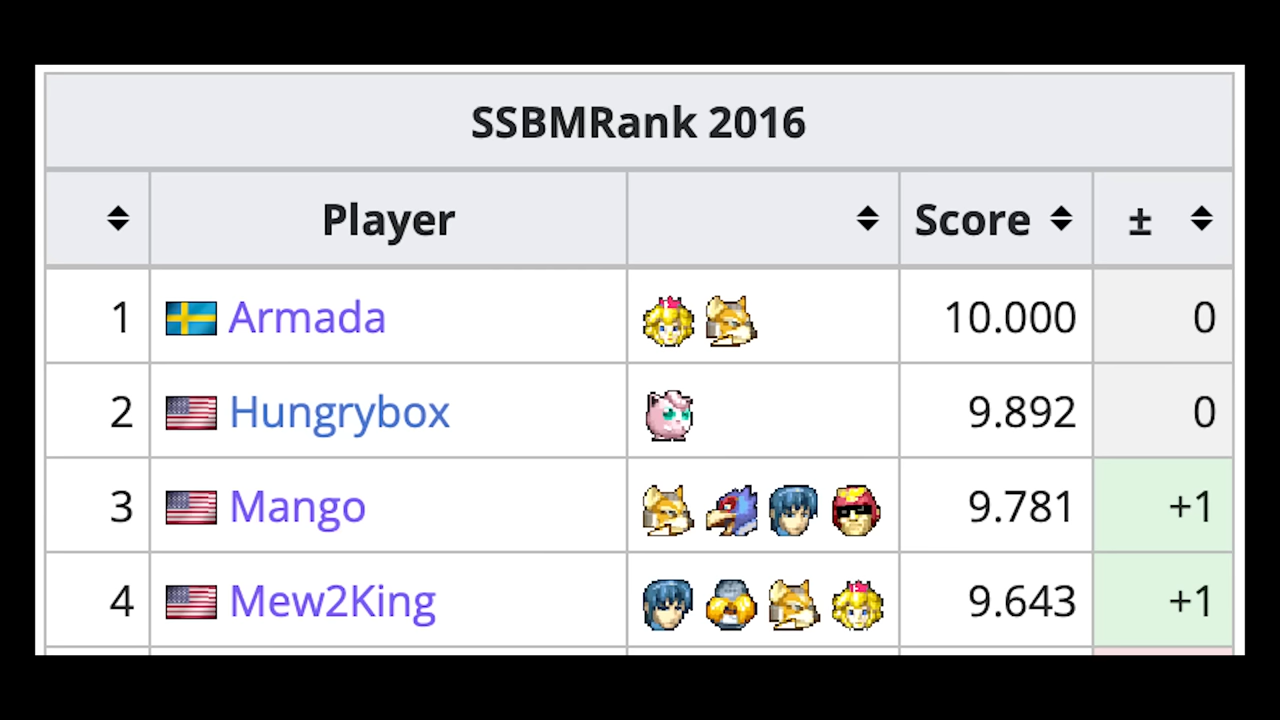 SSBMRank 2016
Player Score ±
1 Armada 10.000 0
2 Hungrybox 9.892 0
3 Mango 9.781 +1
4 Mew2King 9.643 +1